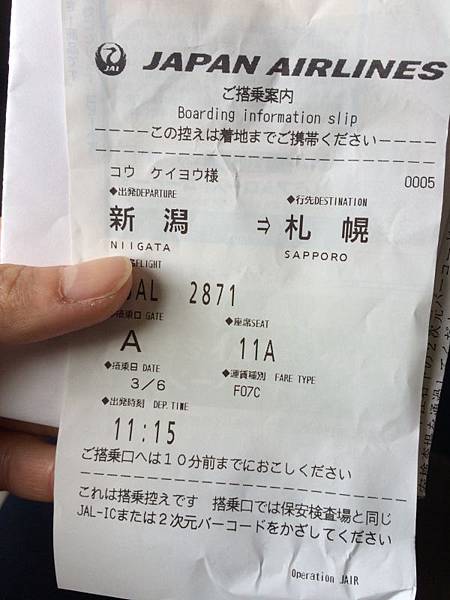 JAPAN AIRLINES
ご搭乗案内
Boarding information slip
この控えは着地までご携帯ください
コウ ケイヨウ様 0005
◆出発DEPARTURE ◆行先DESTINATION
新潟 ⇒ 札幌
NIIGATA SAPPORO
FLIGHT
JAL 2871
搭乗口 GATE ◆座席SEAT
A 11A
◆搭乗日 DATE ◆運賃種別 FARE TYPE
3/6 F07C
◆出発時刻 DEP.TIME
11:15
ご搭乗口へは10分前までにおこしください
これは搭乗控えです 搭乗口では保安検査場と同じ
JAL-ICまたは2次元バーコードをかざしてください
Operation JAIR